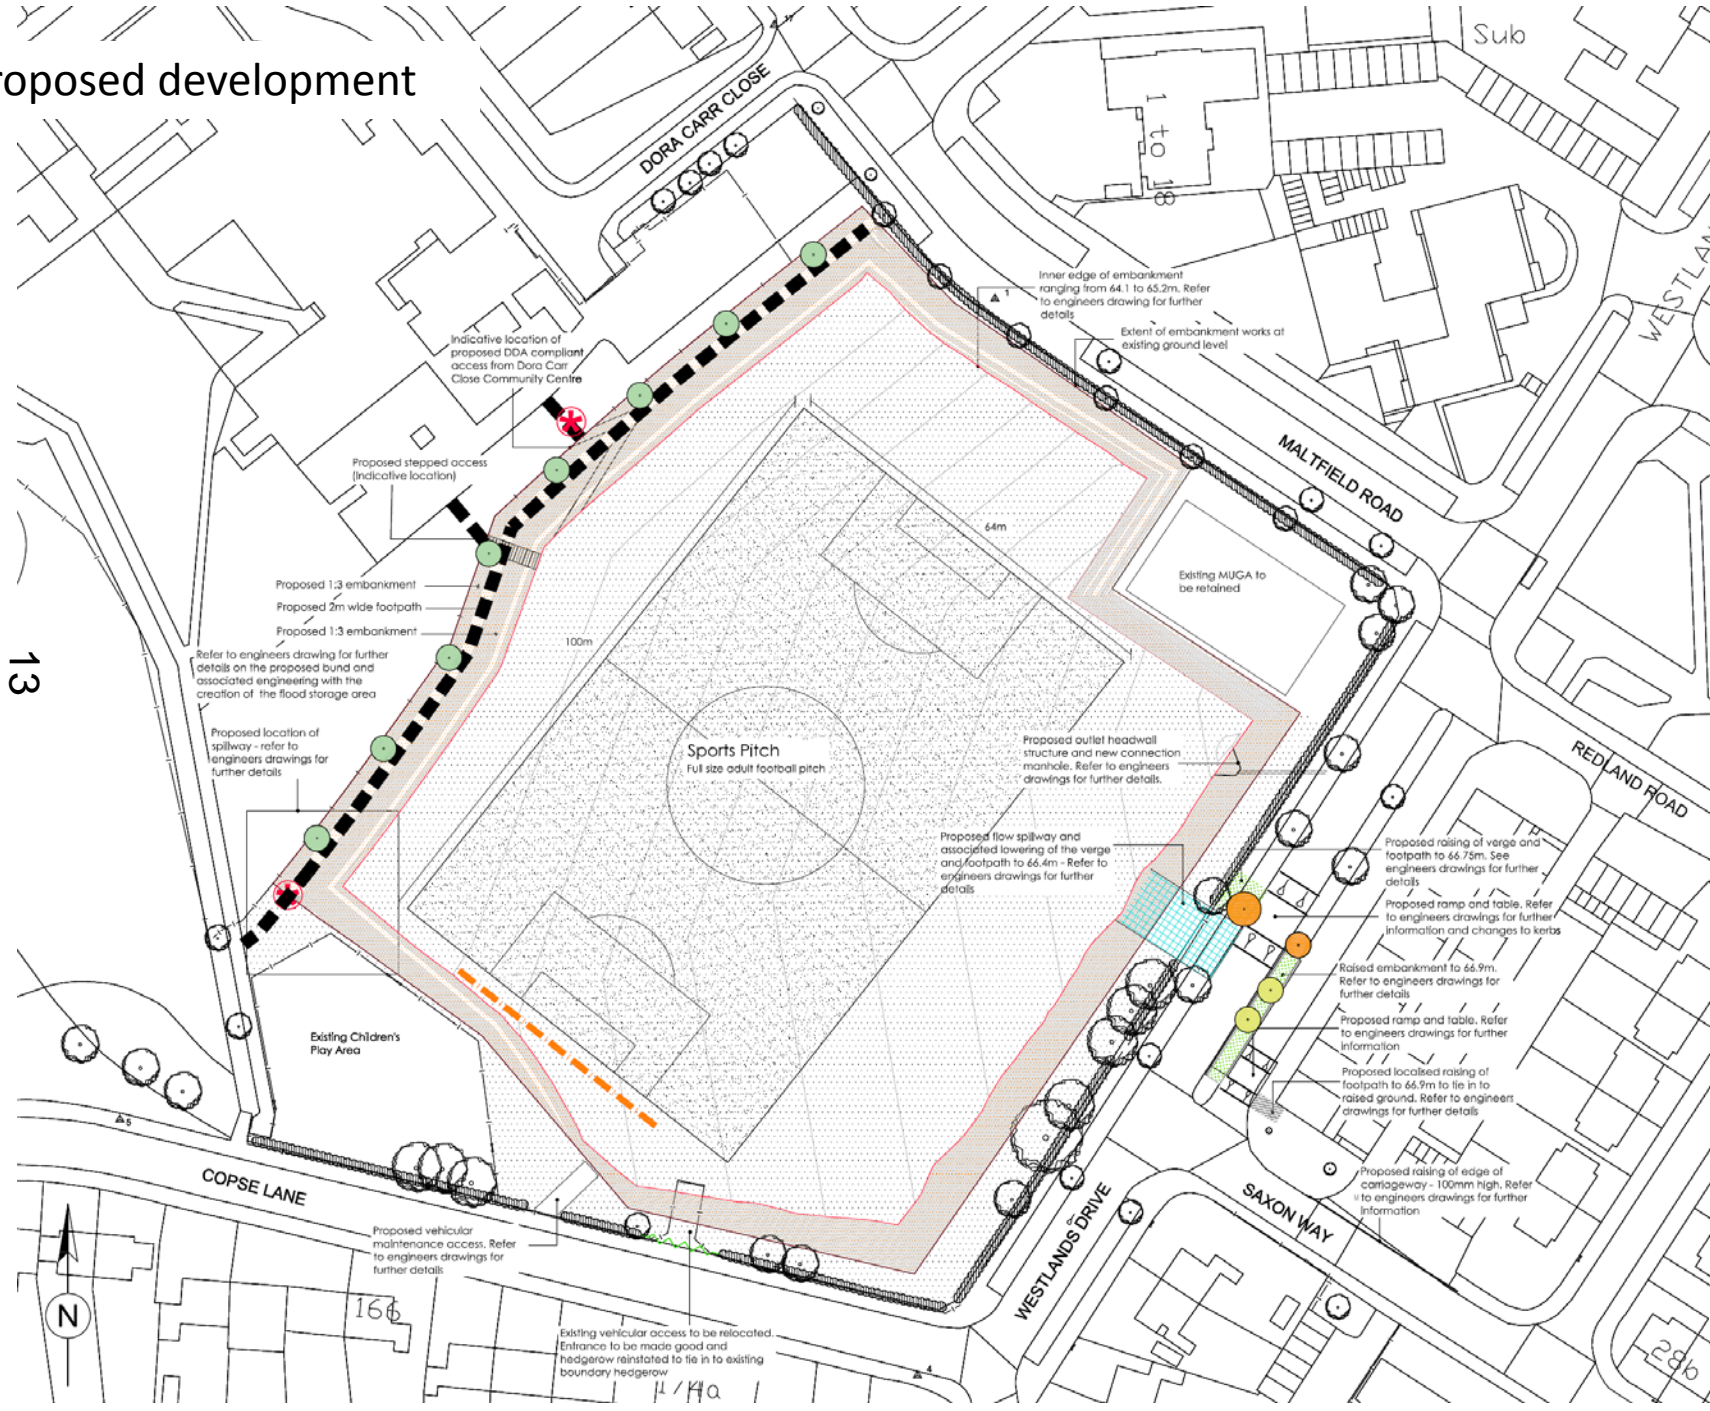 roposed development
Sub
17
DORA CARR CLOSE
1 to 18
WESTLAN
Inner edge of embankment
ranging from 64.1 to 65.2m. Refer
to engineers drawing for further
details
1
Extent of embankment works at
existing ground level
Indicative location of
proposed DDA compliant
access from Dora Carr
Close Community Centre
MALTFIELD ROAD
Proposed stepped access
(Indicative location)
64m
Existing MUGA to
be retained
Proposed 1:3 embankment
Proposed 2m wide footpath
Proposed 1:3 embankment
100m
13
Refer to engineers drawing for further
details on the proposed bund and
associated engineering with the
creation of the flood storage area
Proposed location of
spillway - refer to
engineers drawings for
further details
Sports Pitch
Full size adult football pitch
Proposed outlet headwall
structure and new connection
manhole. Refer to engineers
drawings for further details.
REDLAND ROAD
Proposed flow spillway and
associated lowering of the verge
and footpath to 66.4m - Refer to
engineers drawings for further
details
Proposed raising of verge and
footpath to 66.75m. See
engineers drawings for further
details
Proposed ramp and table. Refer
to engineers drawings for further
information and changes to kerbs
Raised embankment to 66.9m.
Refer to engineers drawings for
further details
Proposed ramp and table. Refer
to engineers drawings for further
information
Existing Children's
Play Area
Proposed localised raising of
footpath to 66.9m to tie in to
raised ground. Refer to engineers
drawings for further details
5
COPSE LANE
Proposed raising of edge of
carriageway - 100mm high. Refer
to engineers drawings for further
information
SAXON WAY
WESTLANDS DRIVE
Proposed vehicular
maintenance access. Refer
to engineers drawings for
further details
N
166
Existing vehicular access to be relocated.
Entrance to be made good and
hedgerow reinstated to tie in to existing
boundary hedgerow
4
28b